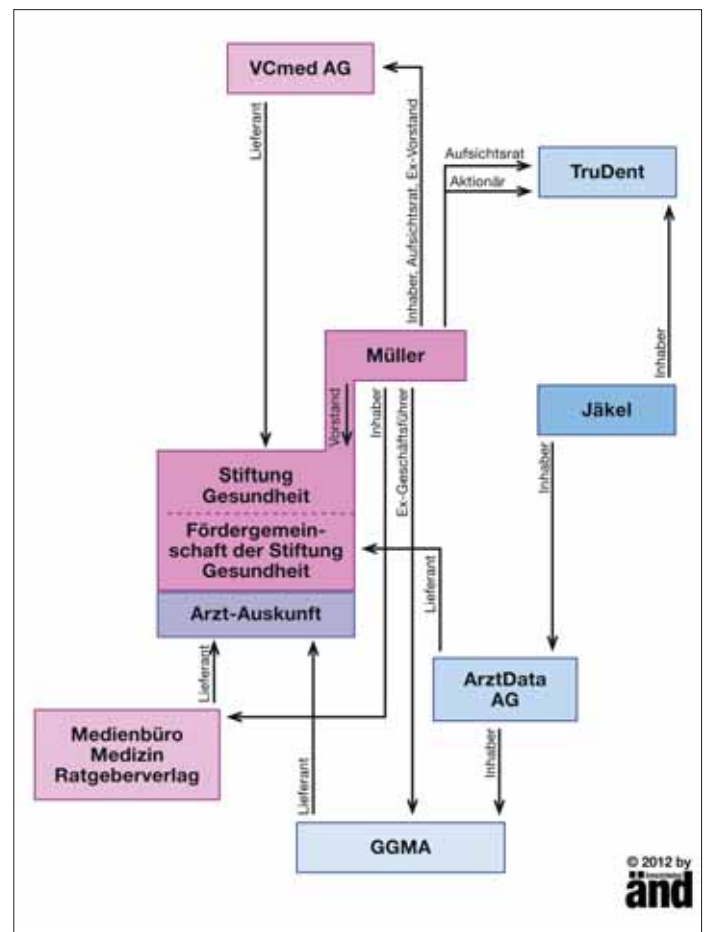 VCmed AG
Lieferant
Inhaber, Aufsichtsrat, Ex-Vorstand
Aufsichtsrat
Aktionär
TruDent
Müller
Inhaber
Jäkel
Vorstand
Inhaber
Ex-Geschäftsführer
Inhaber
Stiftung
Gesundheit
Fördergemein-
schaft der Stiftung
Gesundheit
Lieferant
Arzt-Auskunft
Lieferant
ArztData
AG
Medienbüro
Medizin
Ratgeberverlag
Lieferant
Inhaber
GGMA
© 2012 by
änd